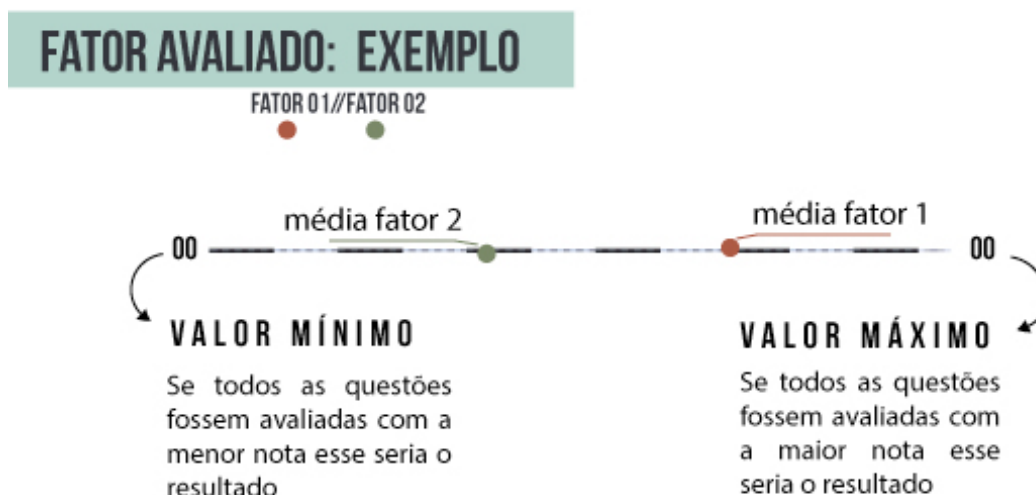 FATOR AVALIADO: EXEMPLO
FATOR 01//FATOR 02
média fator 2
média fator 1
00
00
VALOR MÍNIMO
Se todos as questões
fossem avaliadas com a
menor nota esse seria o
resultado
VALOR MÁXIMO
Se todos as questões
fossem avaliadas com
a maior nota esse
seria o resultado